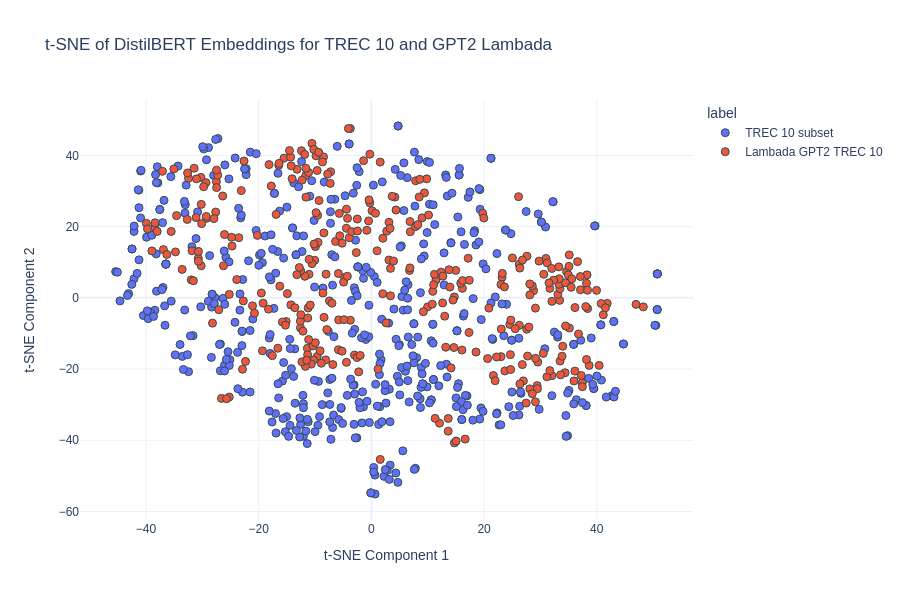 t-SNE of DistilBERT Embeddings for TREC 10 and GPT2 Lambada
label
TREC 10 subset
Lambada GPT2 TREC 10
t-SNE Component 2
40
20
0
−20
−40
−60
−40
−20
0
20
40
t-SNE Component 1